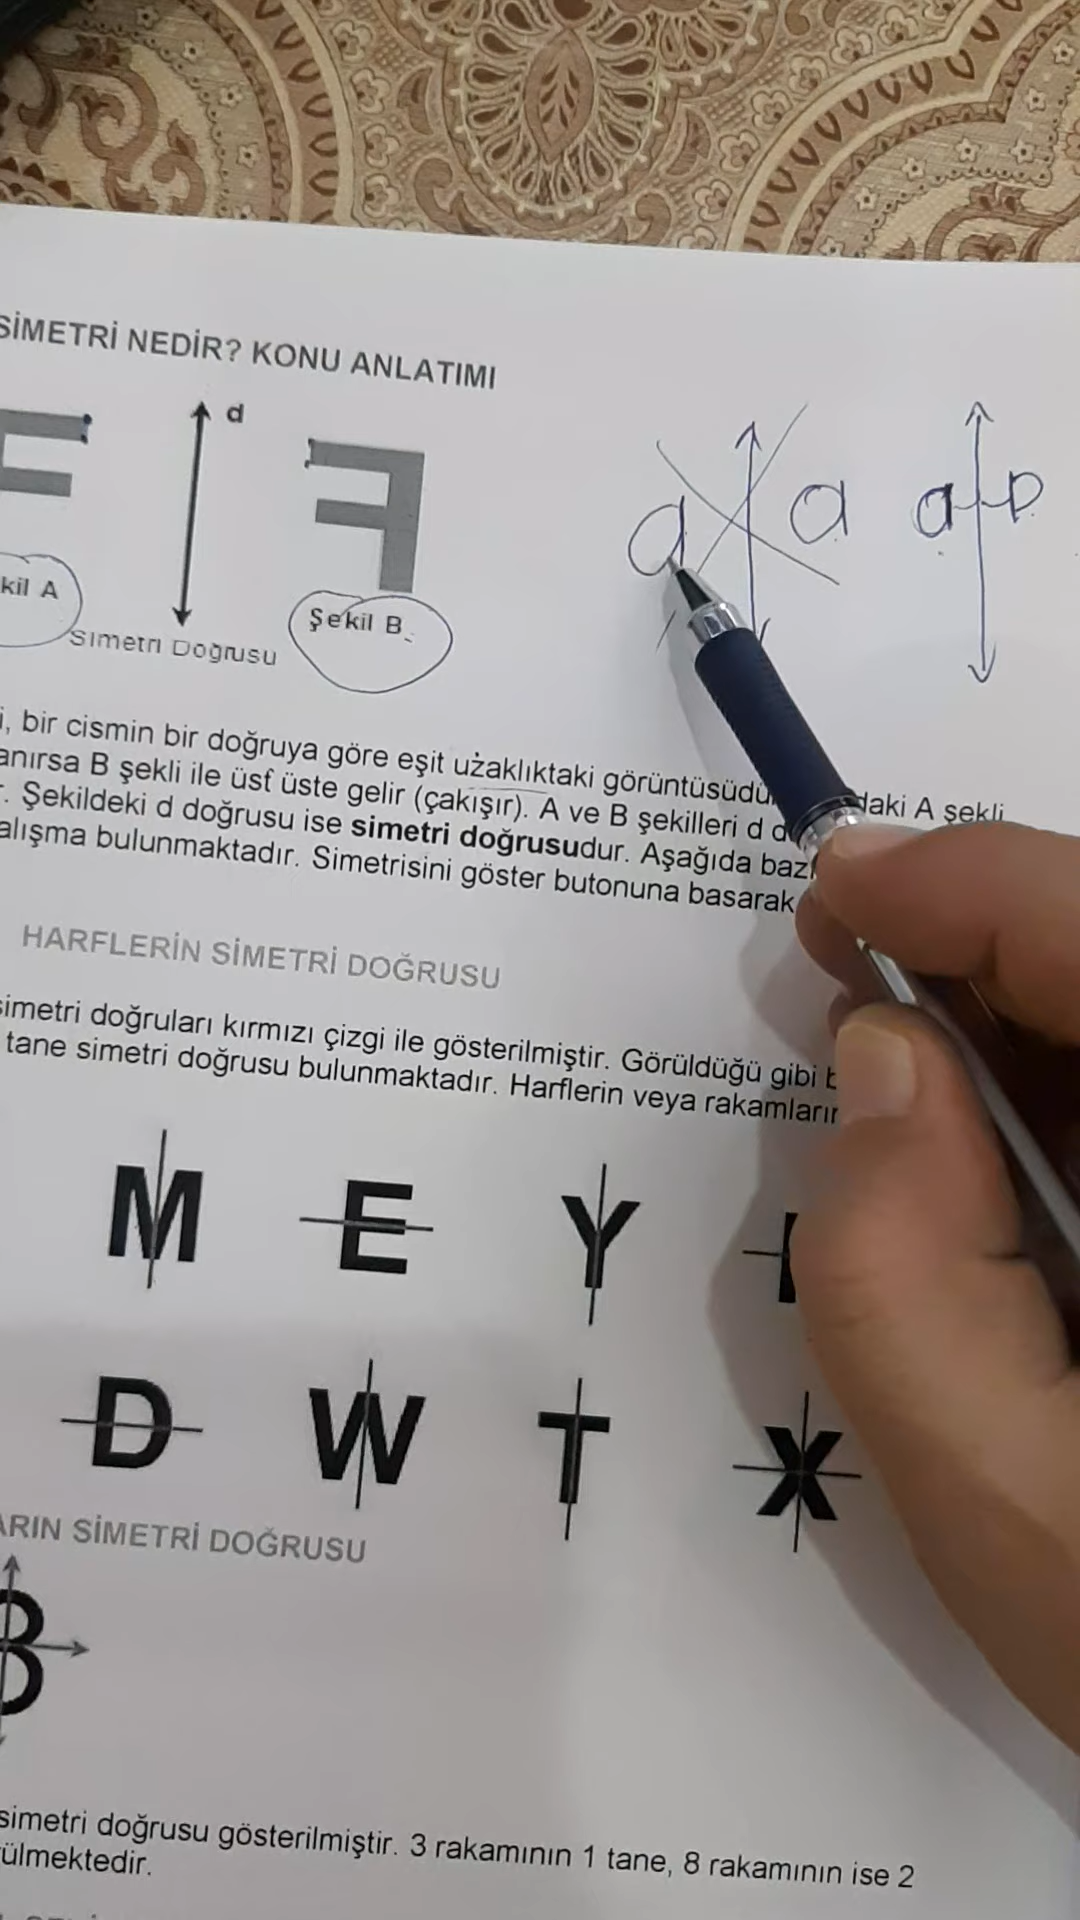 SİMETRİ NEDİR? KONU ANLATIMI
d
a a a
kil A
Şekil B
Simetri Doğrusu
, bir cismin bir doğruya göre eşit uzaklıktaki görüntüsüdü daki A şekli
anırsa B şekli ile üst üste gelir (çakışır). A ve B şekilleri d d
. Şekildeki d doğrusu ise simetri doğrusudur. Aşağıda baz
alışma bulunmaktadır. Simetrisini göster butonuna basarak
HARFLERİN SİMETRİ DOĞRUSU
simetri doğruları kırmızı çizgi ile gösterilmiştir. Görüldüğü gibi b
tane simetri doğrusu bulunmaktadır. Harflerin veya rakamların
M E Y
D W T X
ARIN SİMETRİ DOĞRUSU
simetri doğrusu gösterilmiştir. 3 rakamının 1 tane, 8 rakamının ise 2
ülmektedir.